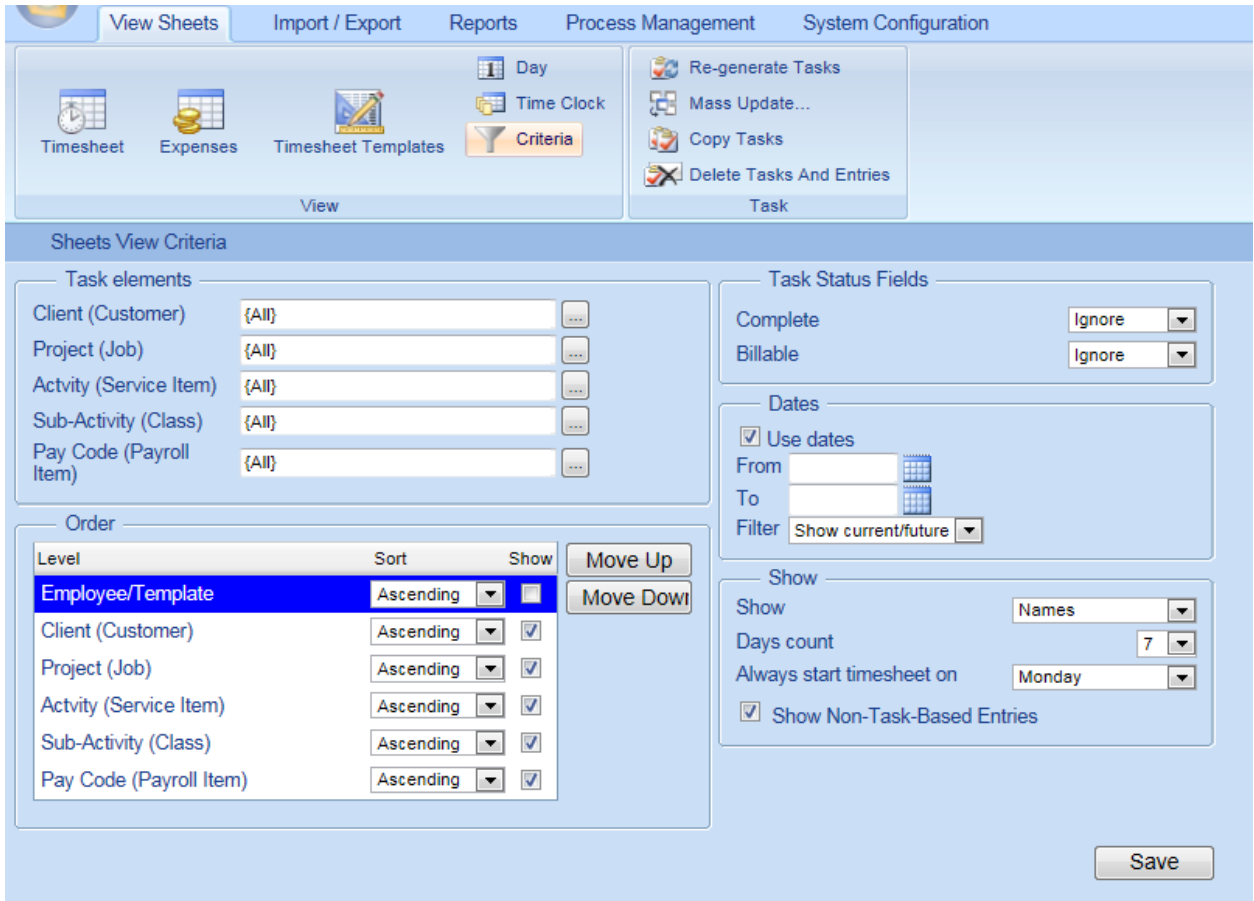 View Sheets Import / Export Reports Process Management System Configuration
Day
Time Clock
Criteria
Timesheet Expenses Timesheet Templates
View
Re-generate Tasks
Mass Update...
Copy Tasks
Delete Tasks And Entries
Task
Sheets View Criteria
Task elements
Client (Customer) {All} ...
Project (Job) {All} ...
Actvity (Service Item) {All} ...
Sub-Activity (Class) {All} ...
Pay Code (Payroll
Item) {All} ...
Order
Level Sort Show
Employee/Template Ascending
Client (Customer) Ascending
Project (Job) Ascending
Actvity (Service Item) Ascending
Sub-Activity (Class) Ascending
Pay Code (Payroll Item) Ascending
Move Up
Move Down
Task Status Fields
Complete Ignore
Billable Ignore
Dates
Use dates
From
To
Filter Show current/future
Show
Show Names
Days count 7
Always start timesheet on Monday
Show Non-Task-Based Entries
Save